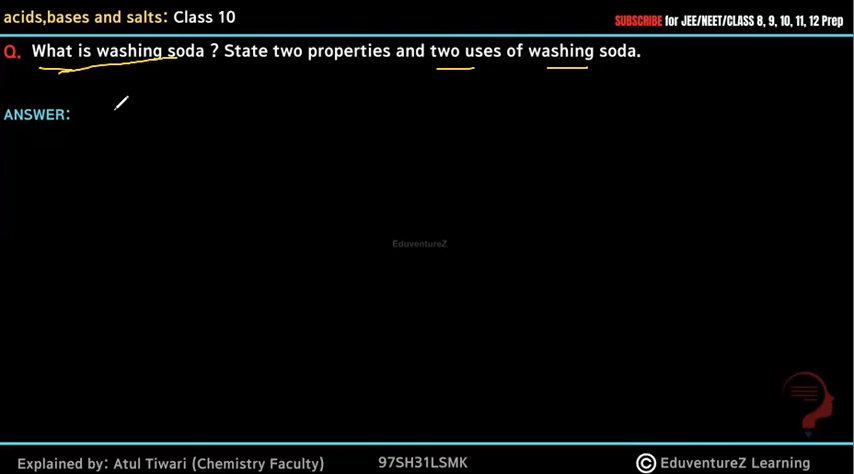 acids,bases and salts: Class 10
SUBSCRIBE for JEE/NEET/CLASS 8, 9, 10, 11, 12 Prep
Q. What is washing soda ? State two properties and two uses of washing soda.
ANSWER:
EduventureZ
Explained by: Atul Tiwari (Chemistry Faculty)
97SH31LSMK
© EduventureZ Learning